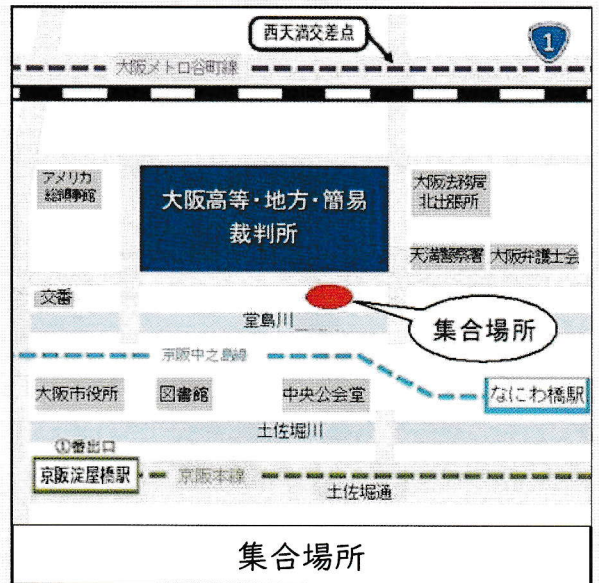 西天満交差点
1
大阪メトロ谷町線
アメリカ
総領事館
大阪高等・地方・簡易
裁判所
大阪法務局
北出張所
天満警察署
大阪弁護士会
交番
堂島川
集合場所
京阪中之島線
大阪市役所
図書館
中央公会堂
なにわ橋駅
土佐堀川
①番出口
京阪淀屋橋駅
京阪本線
土佐堀通
集合場所